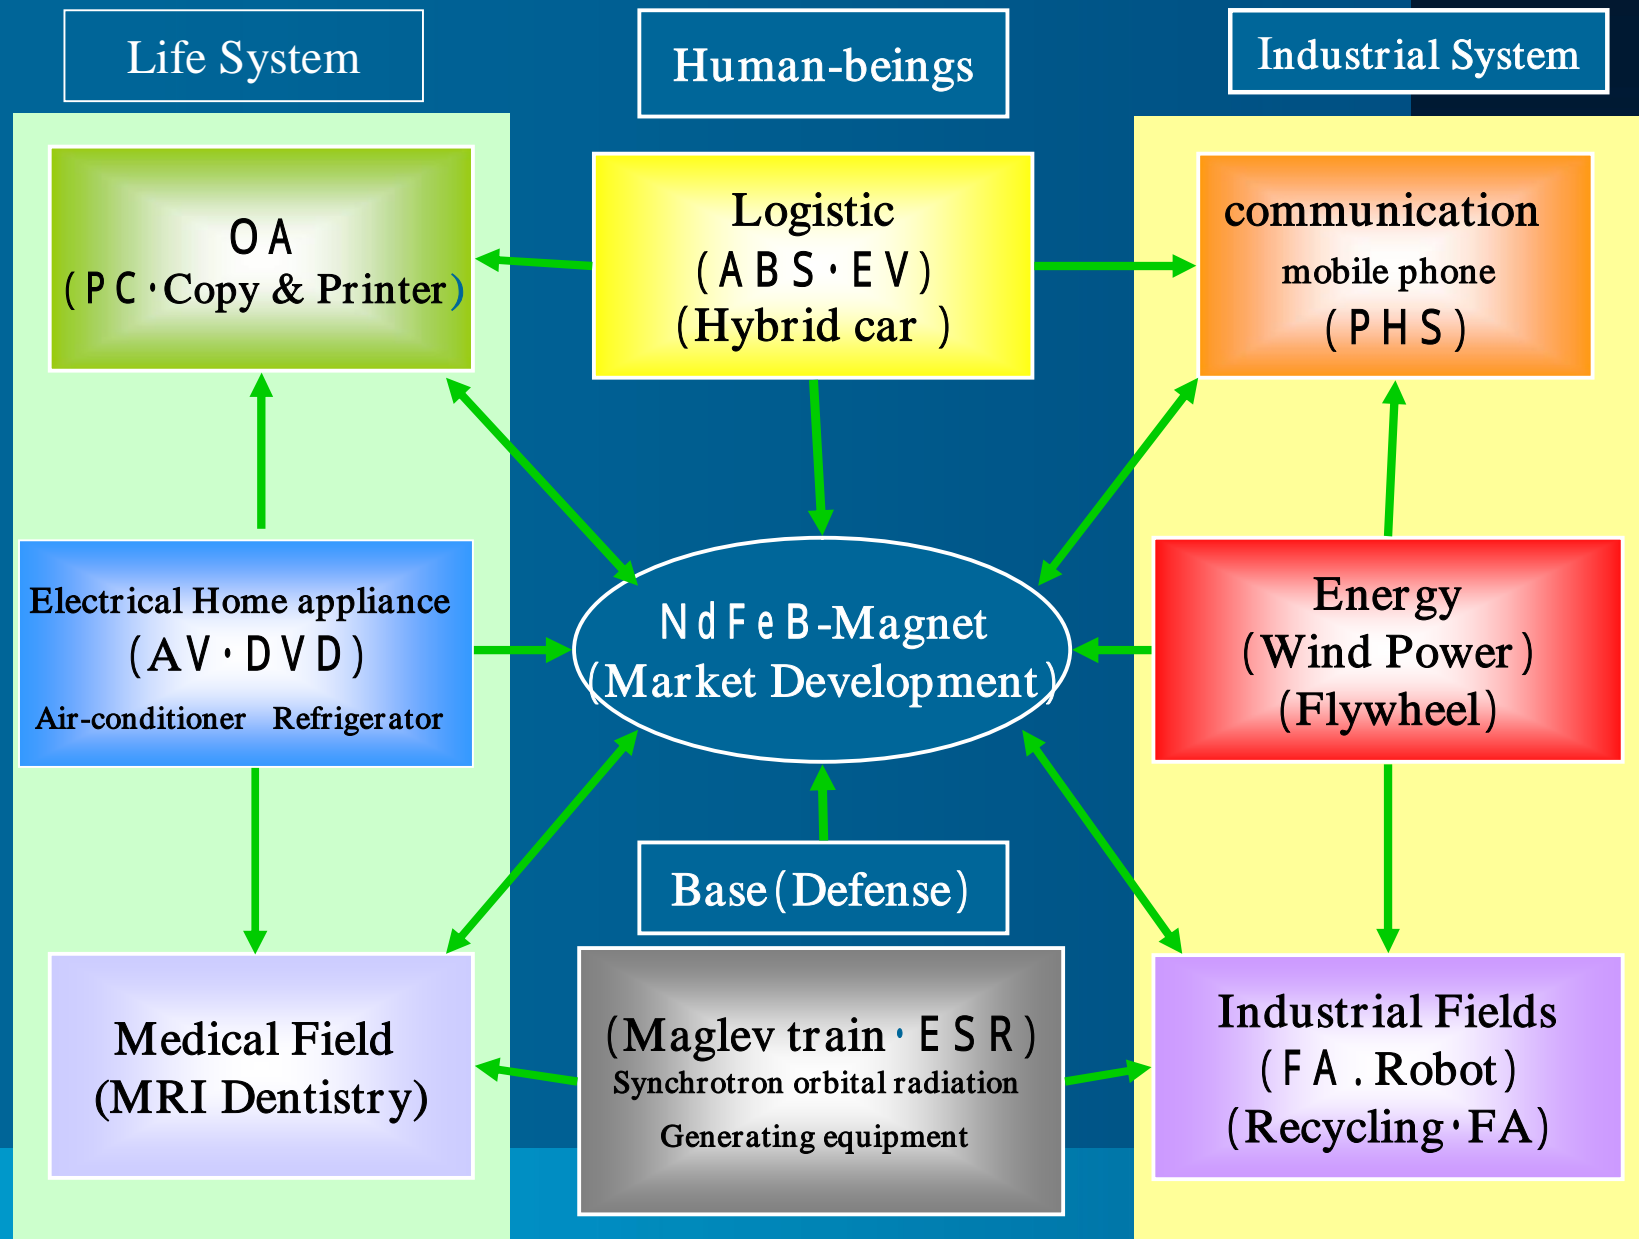 Life System
Human-beings
Industrial System
OA
(PC・Copy & Printer)
Logistic
(ABS・EV)
(Hybrid car )
communication
mobile phone
(PHS)
Electrical Home appliance
(AV・DVD)
Air-conditioner Refrigerator
NdFeB-Magnet
(Market Development)
Energy
(Wind Power)
(Flywheel)
Base(Defense)
Medical Field
(MRI Dentistry)
(Maglev train・ESR)
Synchrotron orbital radiation
Generating equipment
Industrial Fields
(FA.Robot)
(Recycling・FA)